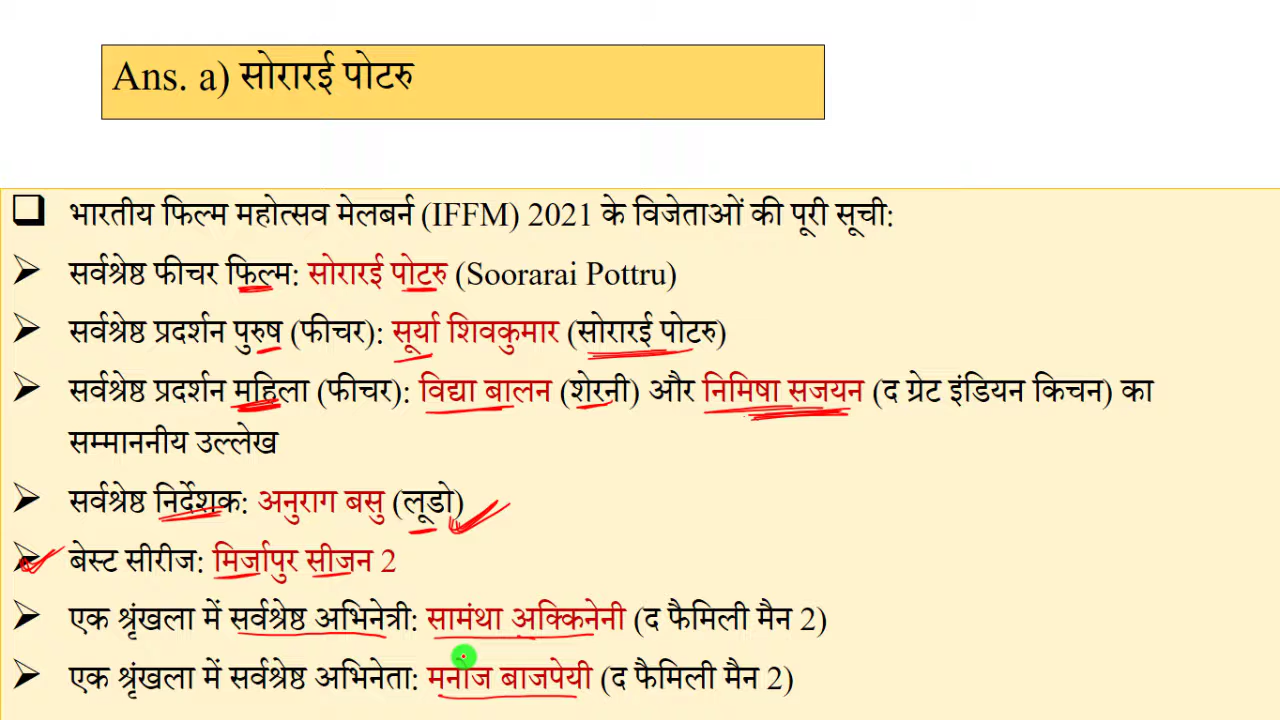 Ans. a) सोरारई पोटरु
भारतीय फिल्म महोत्सव मेलबर्न (IFFM) 2021 के विजेताओं की पूरी सूची:
सर्वश्रेष्ठ फीचर फिल्म: सोरारई पोटरु (Soorarai Pottru)
सर्वश्रेष्ठ प्रदर्शन पुरुष (फीचर): सूर्या शिवकुमार (सोरारई पोटरु)
सर्वश्रेष्ठ प्रदर्शन महिला (फीचर): विद्या बालन (शेरनी) और निमिषा सजयन (द ग्रेट इंडियन किचन) का
सम्माननीय उल्लेख
सर्वश्रेष्ठ निर्देशक: अनुराग बसु (लूडो)
बेस्ट सीरीज: मिर्जापुर सीजन 2
एक श्रृंखला में सर्वश्रेष्ठ अभिनेत्री: सामंथा अक्किनेनी (द फैमिली मैन 2)
एक श्रृंखला में सर्वश्रेष्ठ अभिनेता: मनोज बाजपेयी (द फैमिली मैन 2)